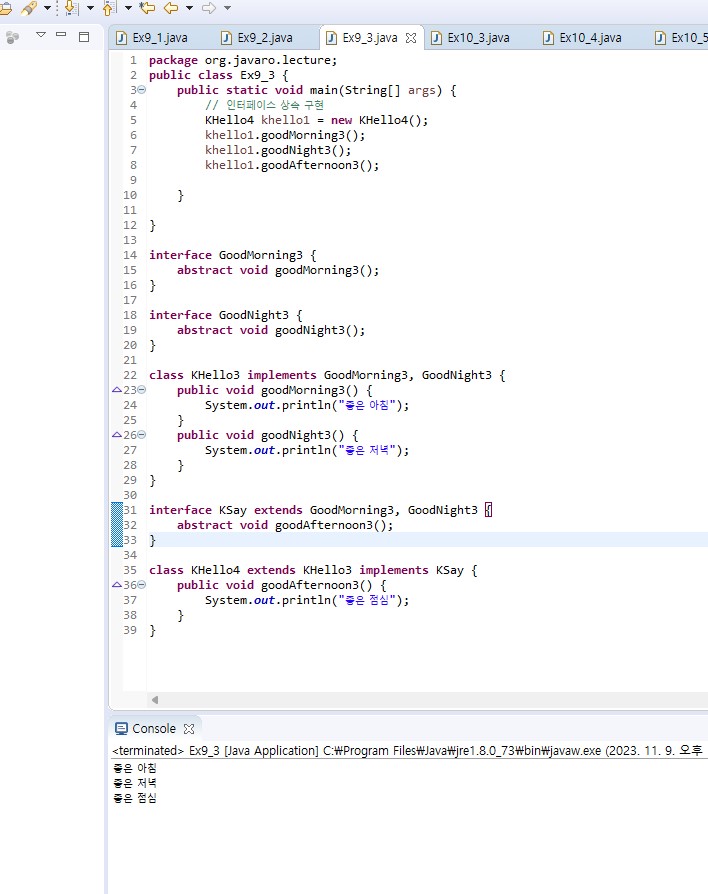 Ex9_1.java Ex9_2.java Ex9_3.java Ex10_3.java Ex10_4.java Ex10_5
1 package org.javaro.lecture;
2 public class Ex9_3 {
3 public static void main(String[] args) {
4 // 인터페이스 상속 구현
5 KHello4 khello1 = new KHello4();
6 khello1.goodMorning3();
7 khello1.goodNight3();
8 khello1.goodAfternoon3();
9
10 }
11
12 }
13
14 interface GoodMorning3 {
15 abstract void goodMorning3();
16 }
17
18 interface GoodNight3 {
19 abstract void goodNight3();
20 }
21
22 class KHello3 implements GoodMorning3, GoodNight3 {
23 public void goodMorning3() {
24 System.out.println("좋은 아침");
25 }
26 public void goodNight3() {
27 System.out.println("좋은 저녁");
28 }
29 }
30
31 interface KSay extends GoodMorning3, GoodNight3 {
32 abstract void goodAfternoon3();
33 }
34
35 class KHello4 extends KHello3 implements KSay {
36 public void goodAfternoon3() {
37 System.out.println("좋은 점심");
38 }
39 }
Console
<terminated> Ex9_3 [Java Application] C:₩Program Files₩Java₩jre1.8.0_73₩bin₩javaw.exe (2023. 11. 9. 오후
좋은 아침
좋은 저녁
좋은 점심